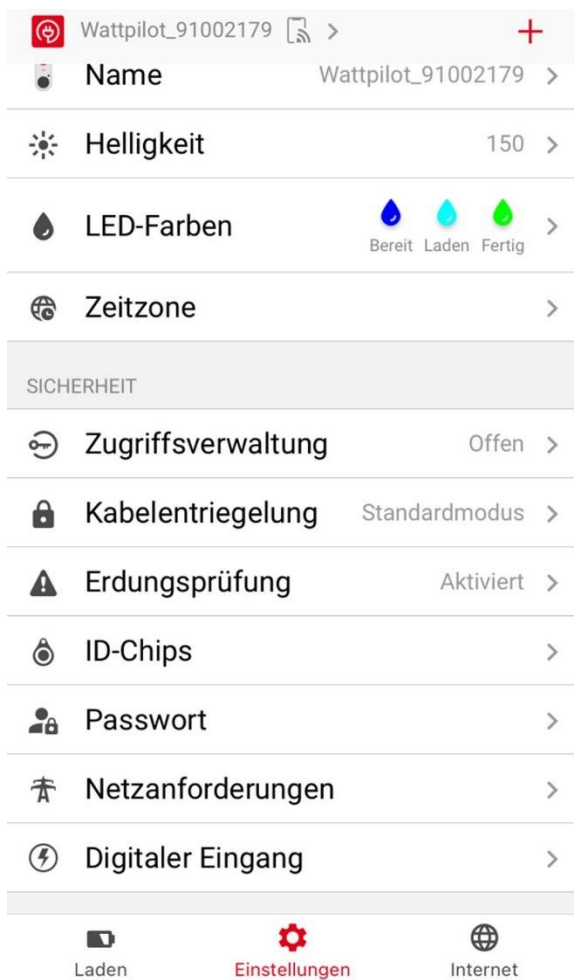 Wattpilot_91002179
Name Wattpilot_91002179
Helligkeit 150
LED-Farben
Bereit Laden Fertig
Zeitzone
SICHERHEIT
Zugriffsverwaltung Offen
Kabelentriegelung Standardmodus
Erdungsprüfung Aktiviert
ID-Chips
Passwort
Netzanforderungen
Digitaler Eingang
Laden Einstellungen Internet